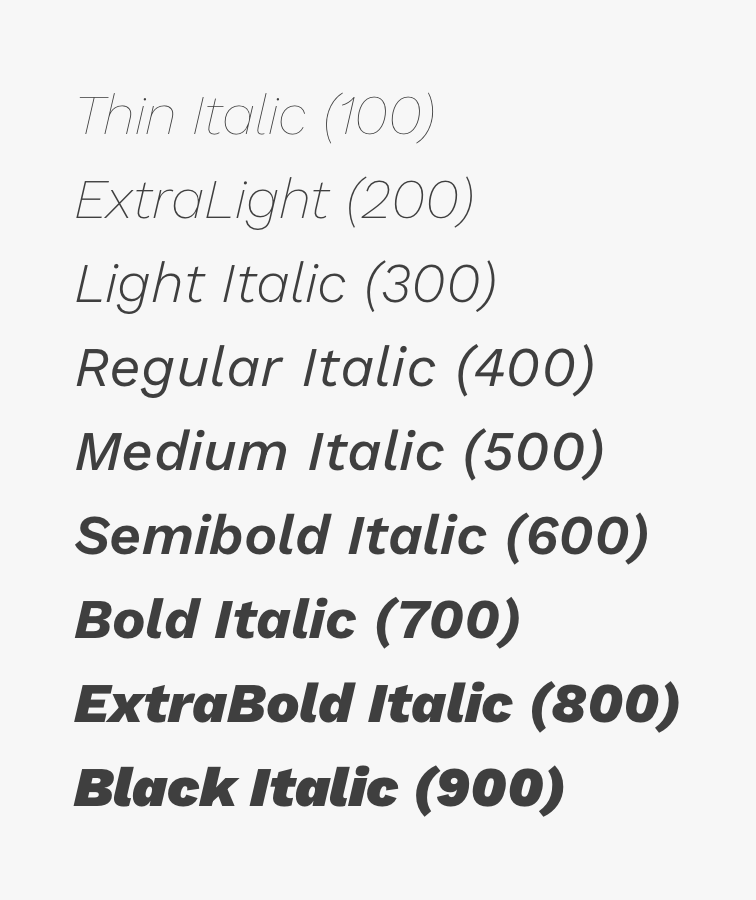 Thin Italic (100)
ExtraLight (200)
Light Italic (300)
Regular Italic (400)
Medium Italic (500)
Semibold Italic (600)
Bold Italic (700)
ExtraBold Italic (800)
Black Italic (900)